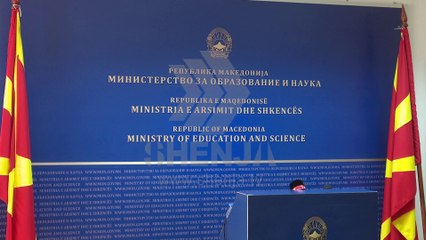 РЕПУБЛИКА МАКЕДОНИЈА
МИНИСТЕРСТВО ЗА ОБРАЗОВАНИЕ И НАУКА
REPUBLIKA E MAQEDONISË
MINISTRIA E ARSIMIT DHE SHKENCËS
REPUBLIC OF MACEDONIA
MINISTRY OF EDUCATION AND SCIENCE
SHENJA